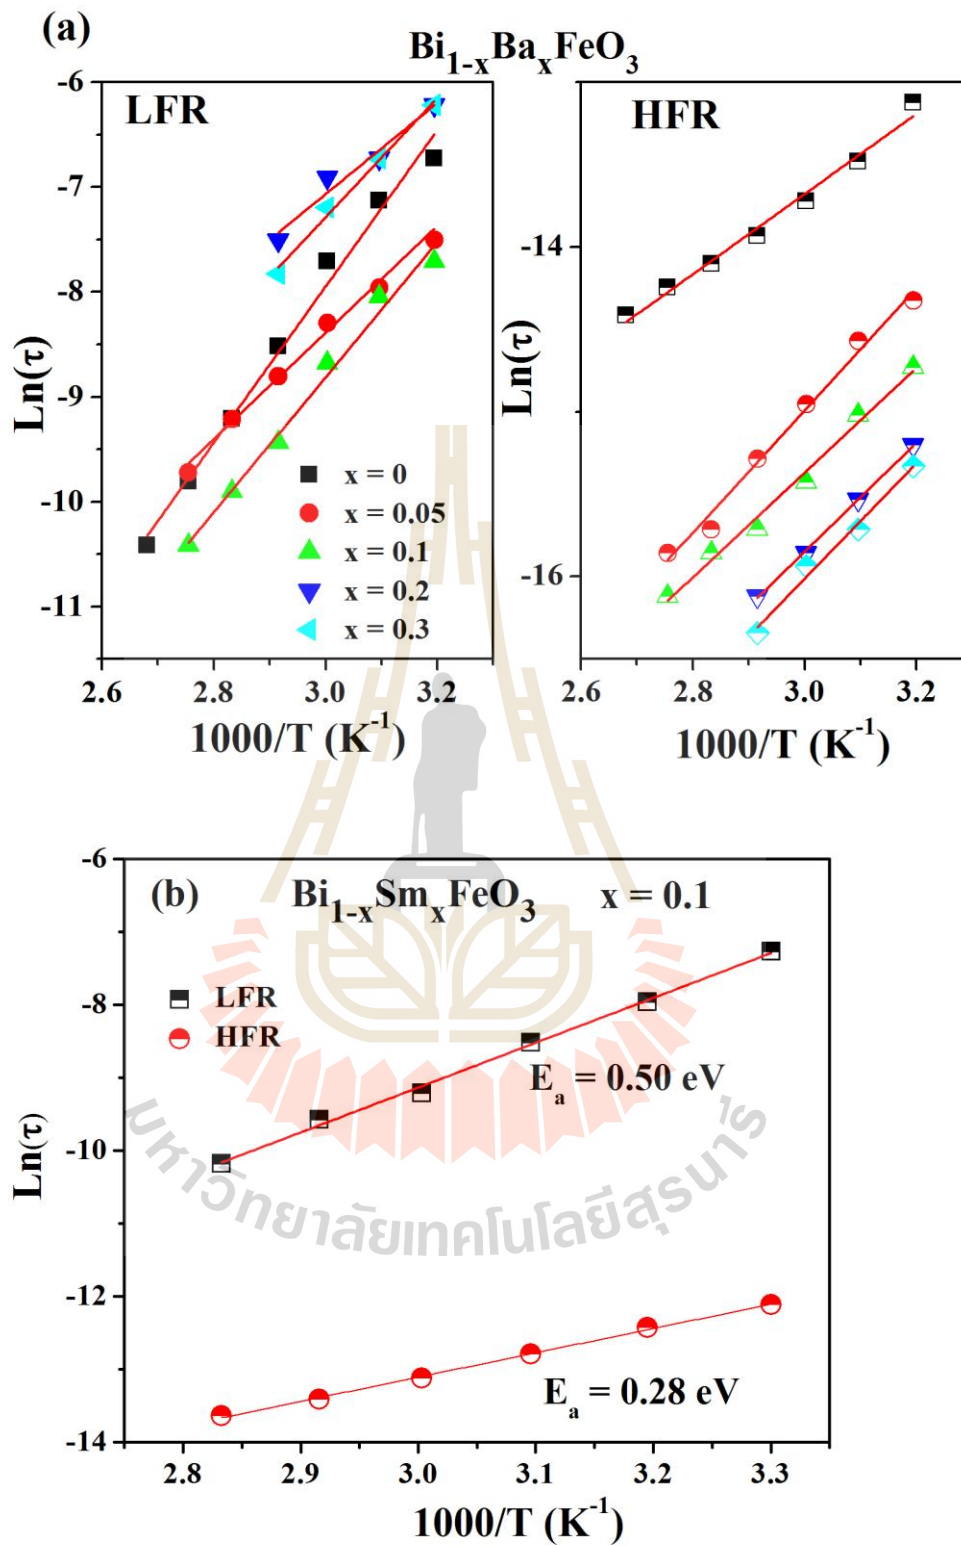 (a)
Bi1-xBaxFeO3
LFR
HFR
-6
-7
-8
-9
-10
-11
Ln(τ)
x = 0
x = 0.05
x = 0.1
x = 0.2
x = 0.3
2.6
2.8
3.0
3.2
1000/T (K-1)
-13
-14
-16
Ln(τ)
2.6
2.8
3.0
3.2
1000/T (K-1)
(b)
Bi1-xSmxFeO3
x = 0.1
LFR
HFR
Ea = 0.50 eV
Ea = 0.28 eV
-6
-8
-10
-12
-14
Ln(τ)
2.8
2.9
3.0
3.1
3.2
3.3
1000/T (K-1)
มหาวิทยาลัยเทคโนโลยีสุรนารี